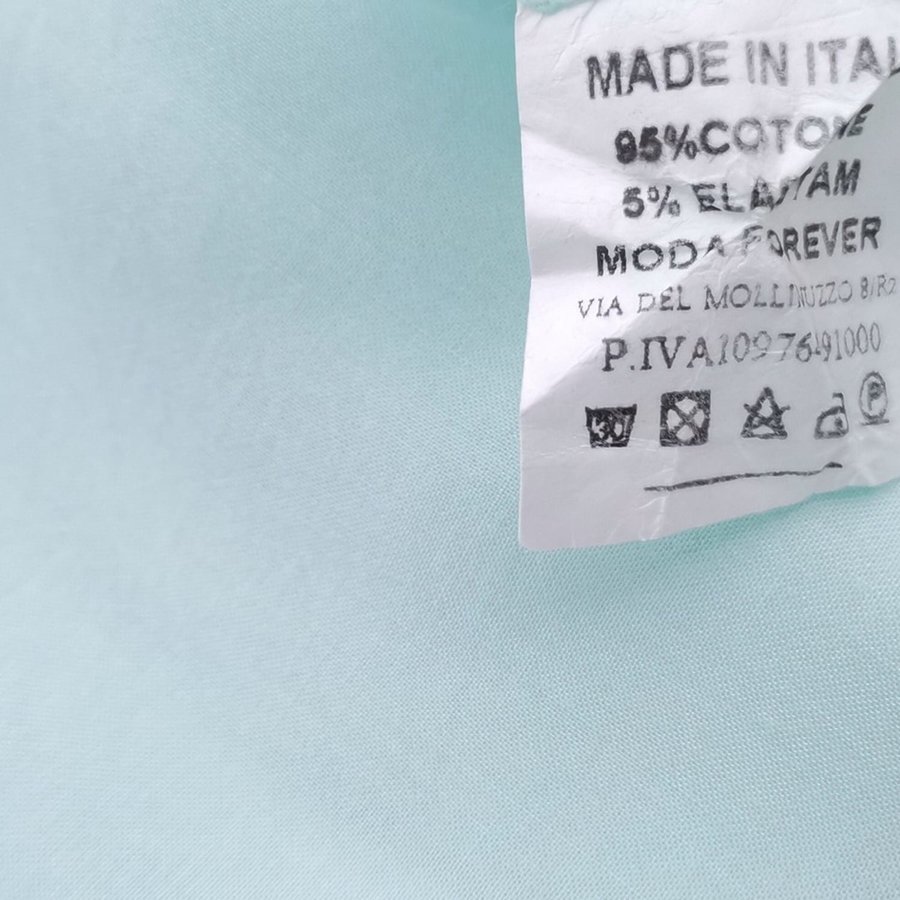 MADE IN ITAL
95%COTONE
5% ELASTAM
MODA FOREVER
VIA DEL MOLLINUZZO 8/R2
P.IVA10976491000
30
P